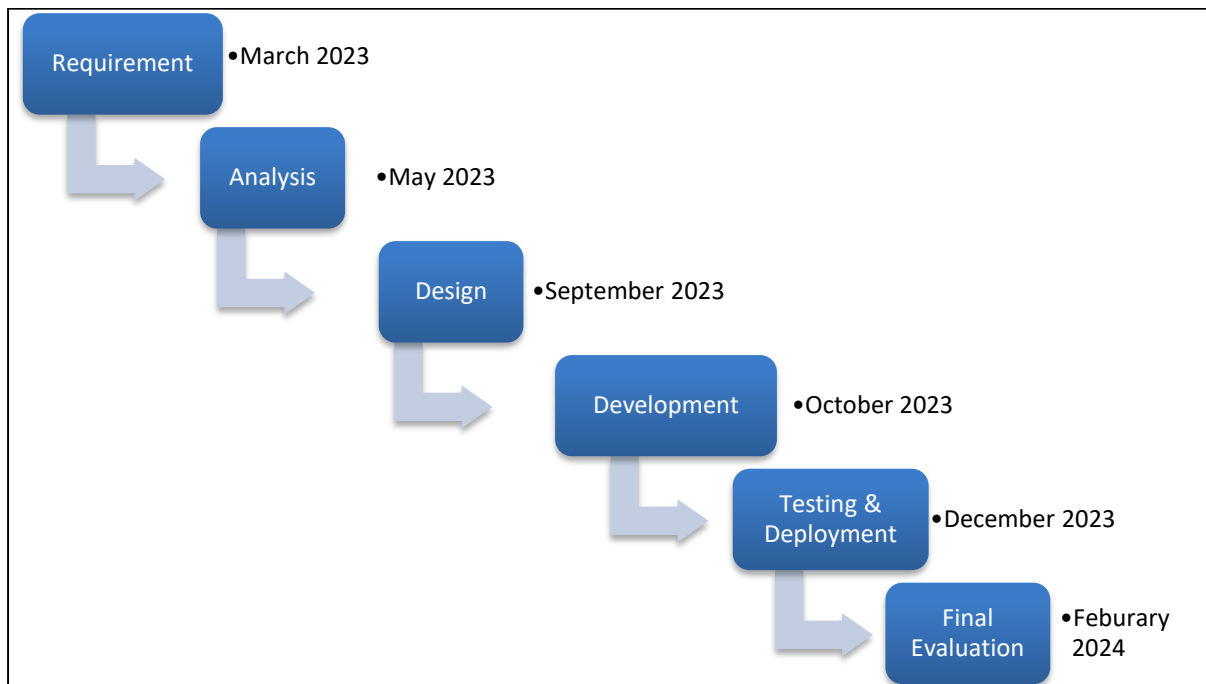 Requirement
•March 2023
Analysis
•May 2023
Design
•September 2023
Development
•October 2023
Testing &
Deployment
•December 2023
Final
Evaluation
•Feburary
2024